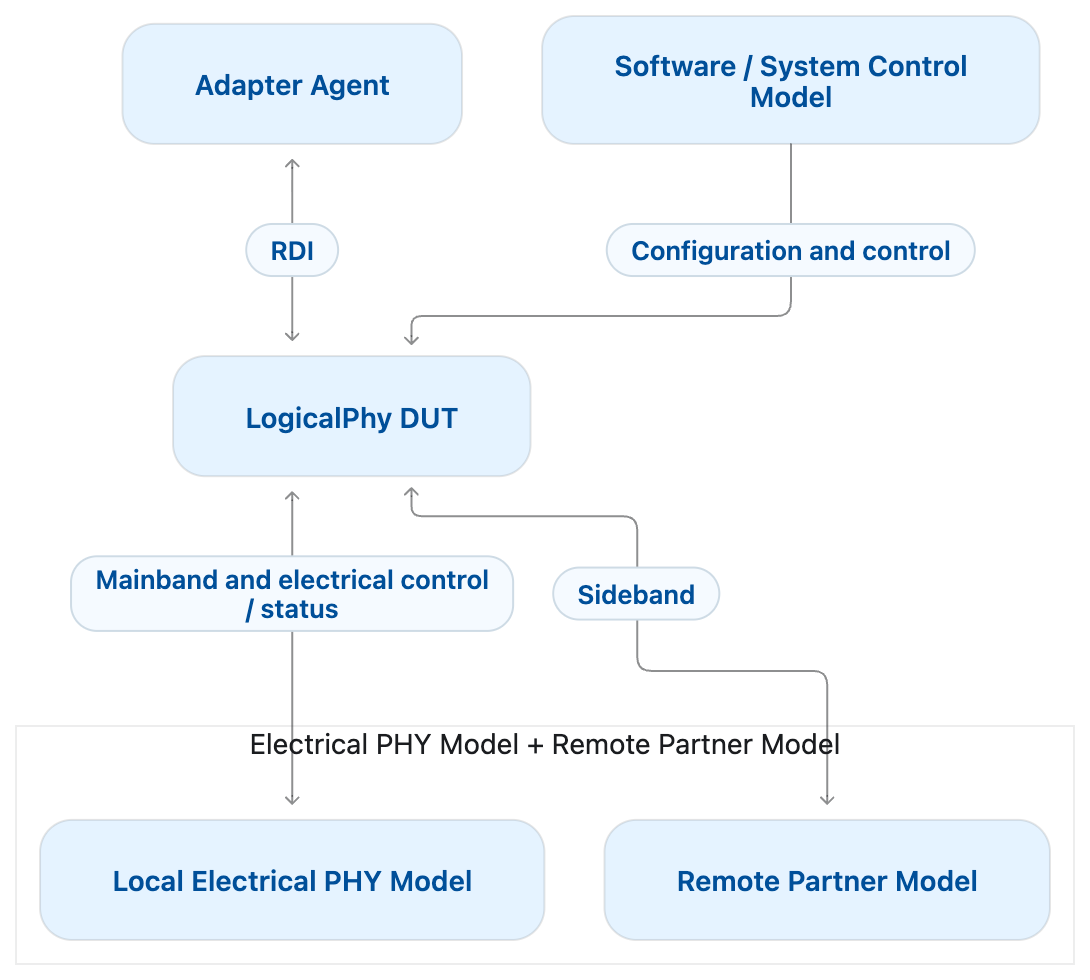 Adapter Agent
Software / System Control
Model
RDI
Configuration and control
LogicalPhy DUT
Mainband and electrical control
/ status
Sideband
Electrical PHY Model + Remote Partner Model
Local Electrical PHY Model
Remote Partner Model